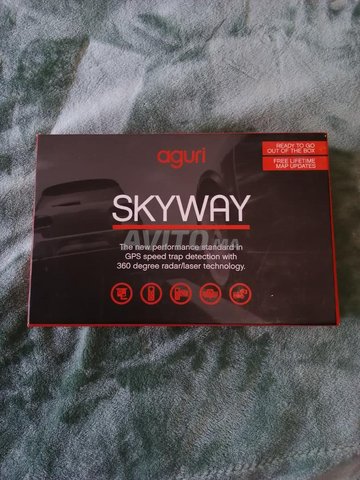 aguri
READY TO GO
OUT OF THE BOX
FREE LIFETIME
MAP UPDATES
SKYWAY
AVITO.MA
The new performance standard in
GPS speed trap detection with
360 degree radar/laser technology.